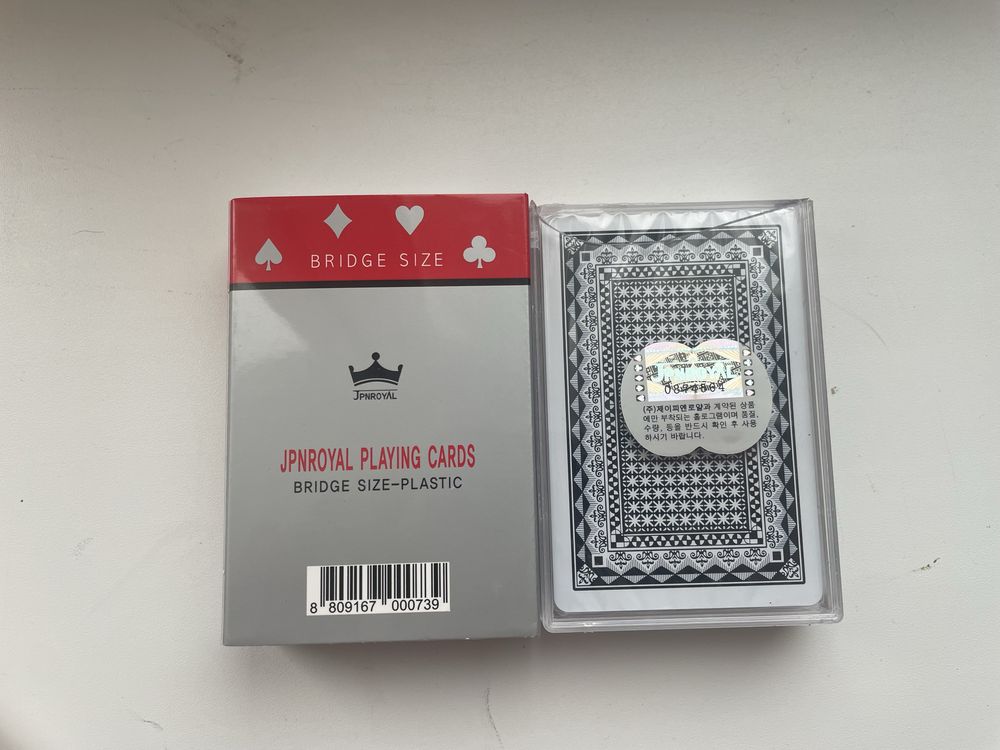 BRIDGE SIZE
JPNROYAL
JPNROYAL PLAYING CARDS
BRIDGE SIZE-PLASTIC
8 809167 000739
(주)제이피엔로얄과 계약된 상품
에만 부착되는 홀로그램이며 품질,
수량, 등을 반드시 확인 후 사용
하시기 바랍니다.